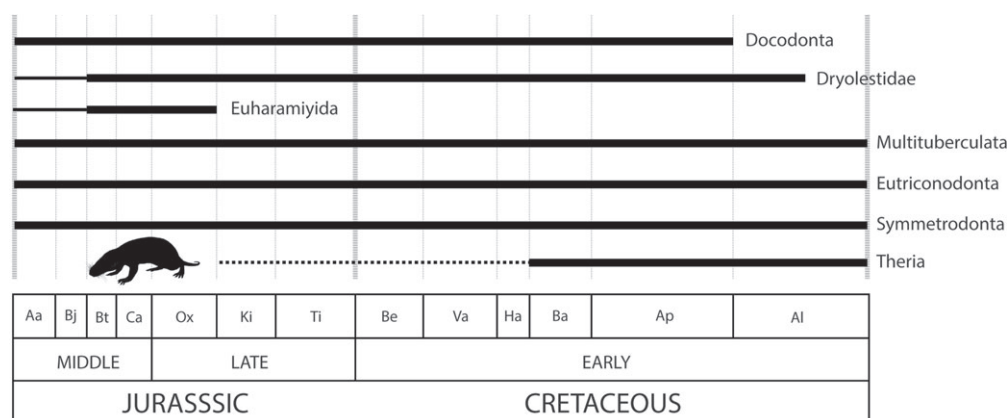 Docodonta
Dryolestidae
Euharamiyida
Multituberculata
Eutriconodonta
Symmetrodonta
Theria
Aa Bj Bt Ca Ox Ki Ti Be Va Ha Ba Ap Al
MIDDLE LATE EARLY
JURASSSIC CRETACEOUS